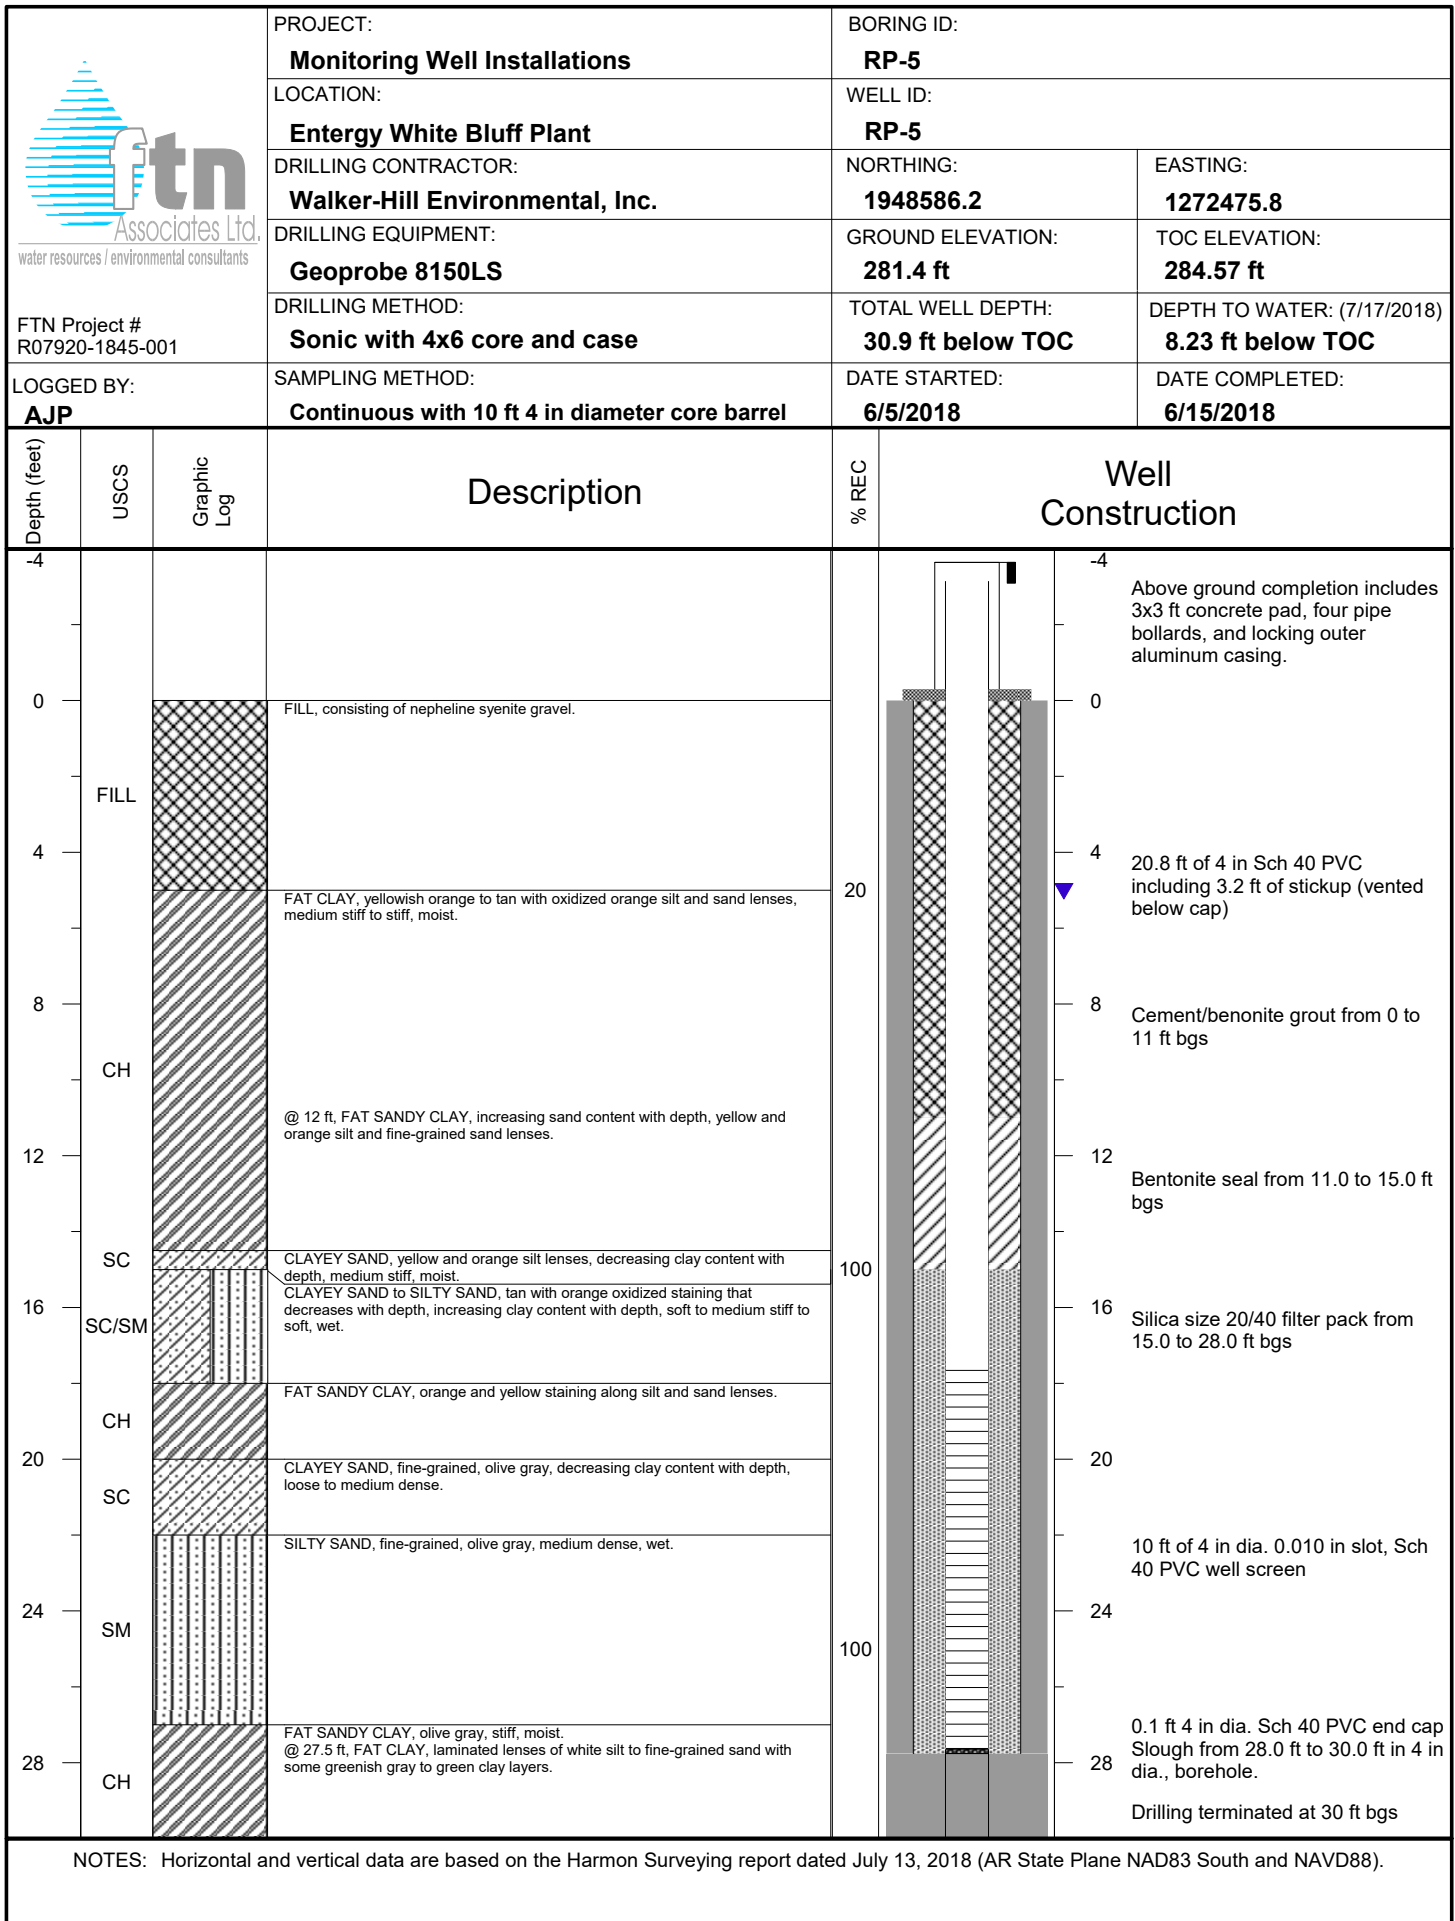 ftn
Associates Ltd.
water resources / environmental consultants
FTN Project #
R07920-1845-001
LOGGED BY:
AJP
PROJECT:
Monitoring Well Installations
LOCATION:
Entergy White Bluff Plant
DRILLING CONTRACTOR:
Walker-Hill Environmental, Inc.
DRILLING EQUIPMENT:
Geoprobe 8150LS
DRILLING METHOD:
Sonic with 4x6 core and case
SAMPLING METHOD:
Continuous with 10 ft 4 in diameter core barrel
BORING ID:
RP-5
WELL ID:
RP-5
NORTHING:
1948586.2
EASTING:
1272475.8
GROUND ELEVATION:
281.4 ft
TOC ELEVATION:
284.57 ft
TOTAL WELL DEPTH:
30.9 ft below TOC
DEPTH TO WATER: (7/17/2018)
8.23 ft below TOC
DATE STARTED:
6/5/2018
DATE COMPLETED:
6/15/2018
Depth (feet)
USCS
Graphic
Log
Description
% REC
Well
Construction
-4
0
4
8
12
16
20
24
28
FILL
CH
SC
SC/SM
CH
SC
SM
CH
FILL, consisting of nepheline syenite gravel.
FAT CLAY, yellowish orange to tan with oxidized orange silt and sand lenses,
medium stiff to stiff, moist.
@ 12 ft, FAT SANDY CLAY, increasing sand content with depth, yellow and
orange silt and fine-grained sand lenses.
CLAYEY SAND, yellow and orange silt lenses, decreasing clay content with
depth, medium stiff, moist.
CLAYEY SAND to SILTY SAND, tan with orange oxidized staining that
decreases with depth, increasing clay content with depth, soft to medium stiff to
soft, wet.
FAT SANDY CLAY, orange and yellow staining along silt and sand lenses.
CLAYEY SAND, fine-grained, olive gray, decreasing clay content with depth,
loose to medium dense.
SILTY SAND, fine-grained, olive gray, medium dense, wet.
FAT SANDY CLAY, olive gray, stiff, moist.
@ 27.5 ft, FAT CLAY, laminated lenses of white silt to fine-grained sand with
some greenish gray to green clay layers.
20
100
100
-4
0
4
8
12
16
20
24
28
Above ground completion includes
3x3 ft concrete pad, four pipe
bollards, and locking outer
aluminum casing.
20.8 ft of 4 in Sch 40 PVC
including 3.2 ft of stickup (vented
below cap)
Cement/benonite grout from 0 to
11 ft bgs
Bentonite seal from 11.0 to 15.0 ft
bgs
Silica size 20/40 filter pack from
15.0 to 28.0 ft bgs
10 ft of 4 in dia. 0.010 in slot, Sch
40 PVC well screen
0.1 ft 4 in dia. Sch 40 PVC end cap
Slough from 28.0 ft to 30.0 ft in 4 in
dia., borehole.
Drilling terminated at 30 ft bgs
NOTES: Horizontal and vertical data are based on the Harmon Surveying report dated July 13, 2018 (AR State Plane NAD83 South and NAVD88).